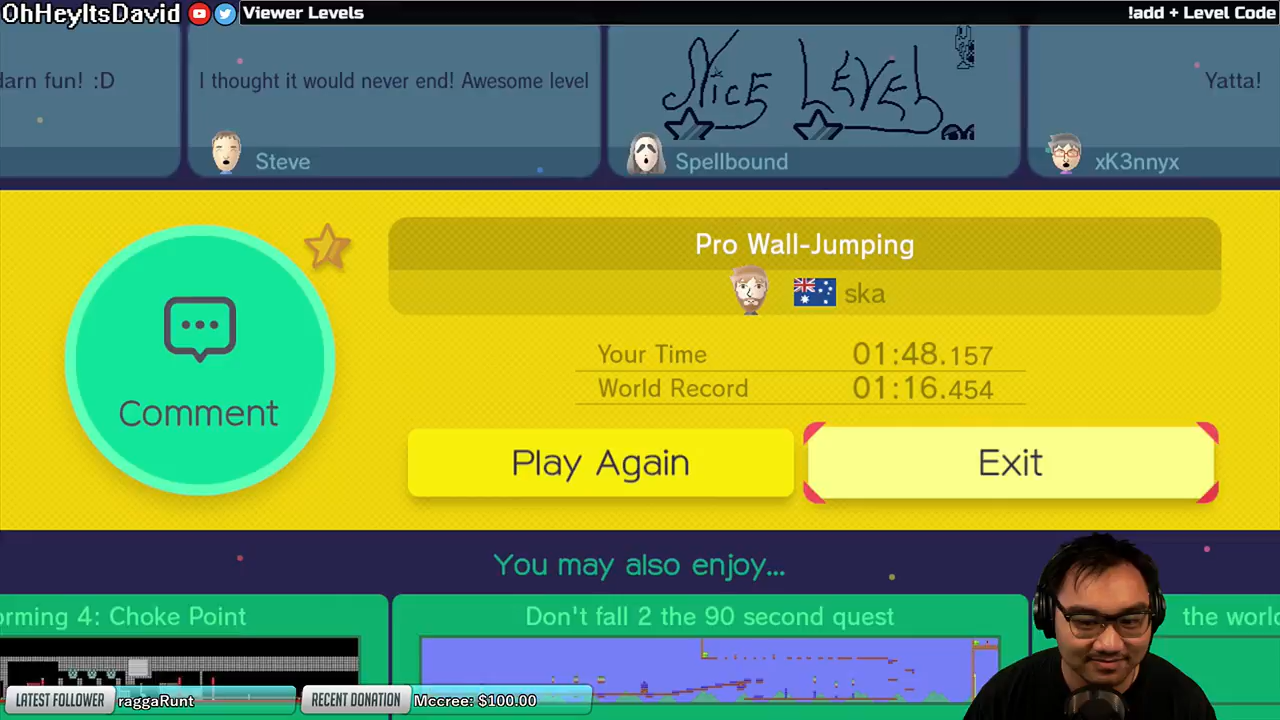 OhHeyItsDavid Viewer Levels !add + Level Code
darn fun! :D
I thought it would never end! Awesome level
NicE LEVEL
Yatta!
Steve
Spellbound
xK3nnyx
Pro Wall-Jumping
ska
Comment
Your Time 01:48.157
World Record 01:16.454
Play Again
Exit
You may also enjoy...
orming 4: Choke Point
Don't fall 2 the 90 second quest
the world
LATEST FOLLOWER raggaRunt
RECENT DONATION Mccree: $100.00